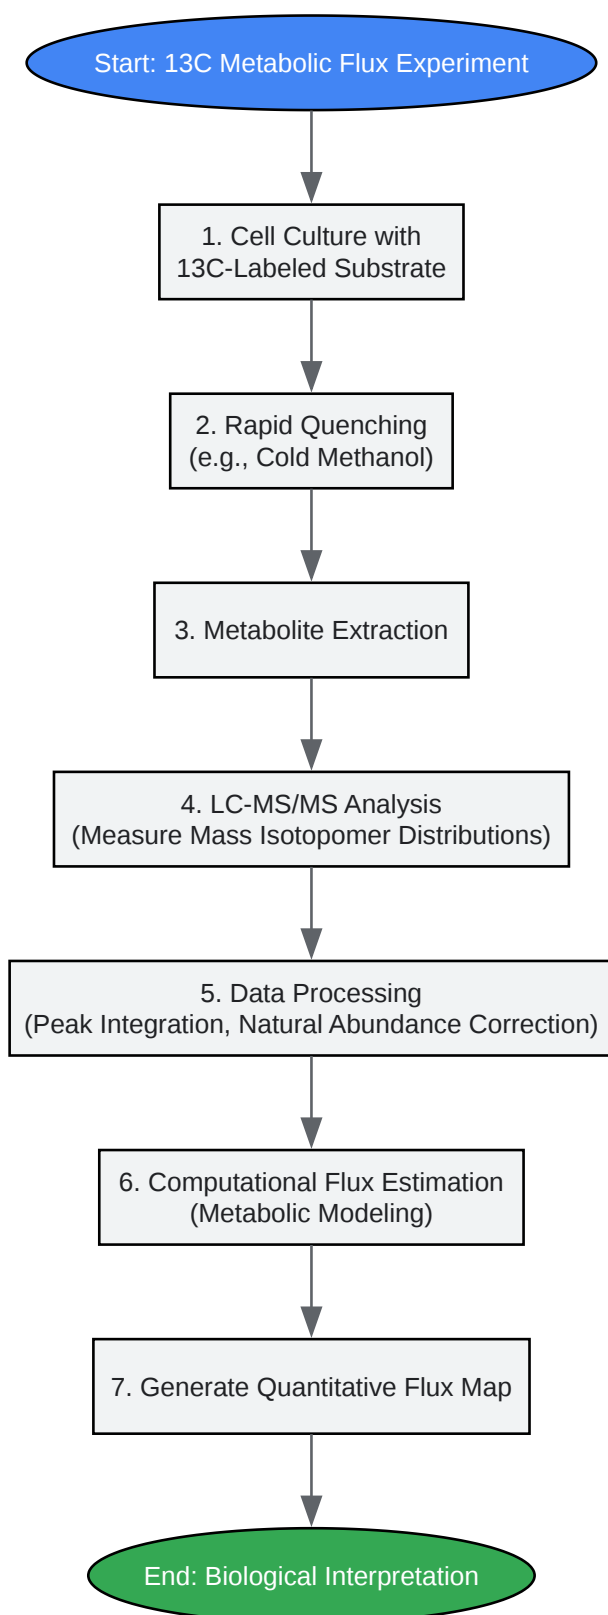 Start: 13C Metabolic Flux Experiment
1. Cell Culture with
13C-Labeled Substrate
2. Rapid Quenching
(e.g., Cold Methanol)
3. Metabolite Extraction
4. LC-MS/MS Analysis
(Measure Mass Isotopomer Distributions)
5. Data Processing
(Peak Integration, Natural Abundance Correction)
6. Computational Flux Estimation
(Metabolic Modeling)
7. Generate Quantitative Flux Map
End: Biological Interpretation